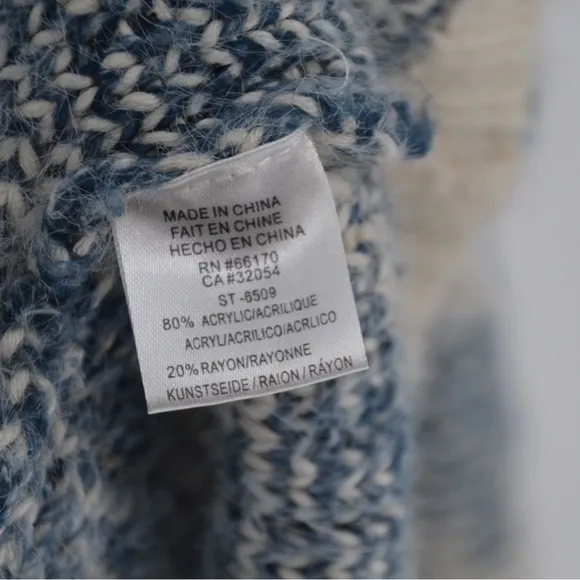 MADE IN CHINA
FAIT EN CHINE
HECHO EN CHINA
RN #66170
CA #32054
ST -6509
80% ACRYLIC/ACRILIQUE
ACRYL/ACRILICO/ACRLICO
20% RAYON/RAYONNE
KUNSTSEIDE / RAION / RÁYON